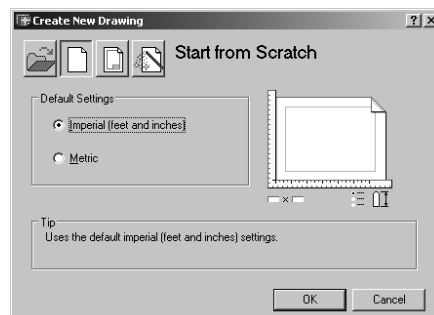 Create New Drawing
Start from Scratch
Default Settings
Imperial (feet and inches)
Metric
Tip
Uses the default imperial (feet and inches) settings.
OK
Cancel